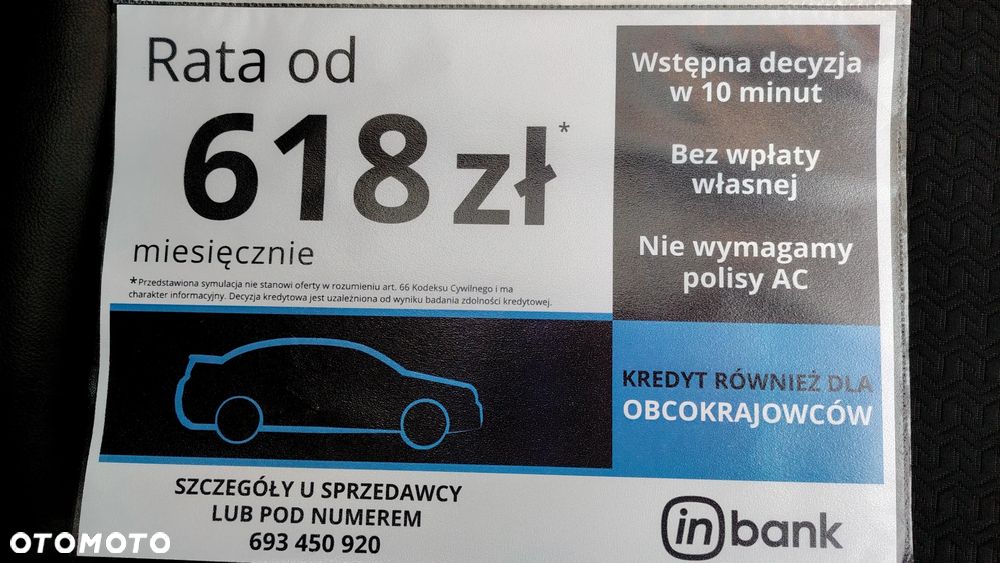 Rata od
618 zł*
miesięcznie
*Przedstawiona symulacja nie stanowi oferty w rozumieniu art. 66 Kodeksu Cywilnego i ma
charakter informacyjny. Decyzja kredytowa jest uzależniona od wyniku badania zdolności kredytowej.
Wstępna decyzja
w 10 minut
Bez wpłaty
własnej
Nie wymagamy
polisy AC
KREDYT RÓWNIEŻ DLA
OBCOKRAJOWCÓW
SZCZEGÓŁY U SPRZEDAWCY
LUB POD NUMEREM
693 450 920
inbank
OTOMOTO